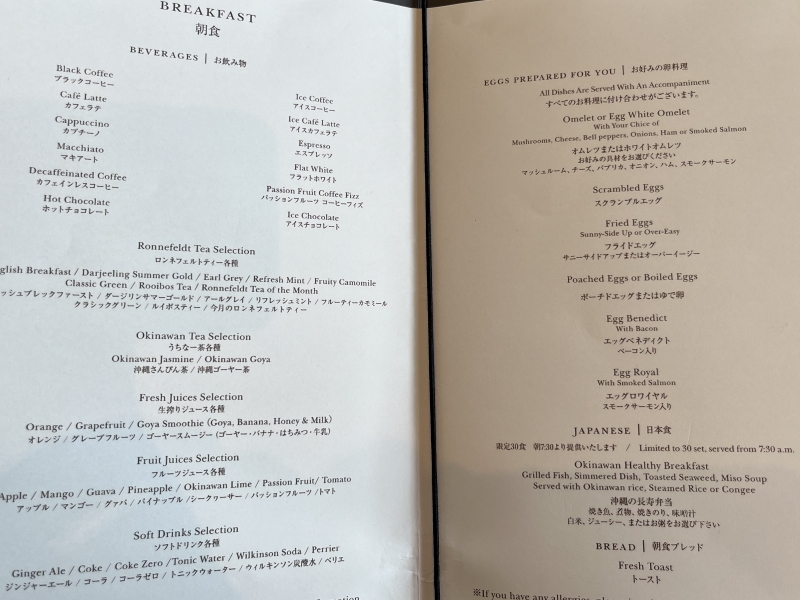 BREAKFAST
朝食
BEVERAGES | お飲み物
Black Coffee
ブラックコーヒー
Café Latte
カフェラテ
Cappuccino
カプチーノ
Macchiato
マキアート
Decaffeinated Coffee
カフェインレスコーヒー
Hot Chocolate
ホットチョコレート
Ice Coffee
アイスコーヒー
Ice Café Latte
アイスカフェラテ
Espresso
エスプレッソ
Flat White
フラットホワイト
Passion Fruit Coffee Fizz
パッションフルーツ コーヒーフィズ
Ice Chocolate
アイスチョコレート
Ronnefeldt Tea Selection
ロンネフェルトティー各種
glish Breakfast / Darjeeling Summer Gold / Earl Grey / Refresh Mint / Fruity Camomile
Classic Green / Rooibos Tea / Ronnefeldt Tea of the Month
ッシュブレックファースト / ダージリンサマーゴールド / アールグレイ / リフレッシュミント / フルーティーカモミール
クラシックグリーン / ルイボスティー / 今月のロンネフェルトティー
Okinawan Tea Selection
うちなー茶各種
Okinawan Jasmine / Okinawan Goya
沖縄さんぴん茶 / 沖縄ゴーヤー茶
Fresh Juices Selection
生搾りジュース各種
Orange / Grapefruit / Goya Smoothie (Goya, Banana, Honey & Milk)
オレンジ / グレープフルーツ / ゴーヤースムージー (ゴーヤー・バナナ・はちみつ・牛乳)
Fruit Juices Selection
フルーツジュース各種
Apple / Mango / Guava / Pineapple / Okinawan Lime / Passion Fruit/ Tomato
アップル / マンゴー / グァバ / パイナップル /シークヮーサー / パッションフルーツ /トマト
Soft Drinks Selection
ソフトドリンク各種
Ginger Ale / Coke / Coke Zero /Tonic Water / Wilkinson Soda / Perrier
ジンジャーエール / コーラ / コーラゼロ / トニックウォーター / ウィルキンソン炭酸水 / ペリエ
EGGS PREPARED FOR YOU | お好みの卵料理
All Dishes Are Served With An Accompaniment
すべてのお料理に付け合わせがございます。
Omelet or Egg White Omelet
With Your Chice of
Mushrooms, Cheese, Bell peppers, Onions, Ham or Smoked Salmon
オムレツまたはホワイトオムレツ
お好みの具材をお選びください
マッシュルーム、チーズ、パプリカ、オニオン、ハム、スモークサーモン
Scrambled Eggs
スクランブルエッグ
Fried Eggs
Sunny-Side Up or Over-Easy
フライドエッグ
サニーサイドアップまたはオーバーイージー
Poached Eggs or Boiled Eggs
ポーチドエッグまたはゆで卵
Egg Benedict
With Bacon
エッグベネディクト
ベーコン入り
Egg Royal
With Smoked Salmon
エッグロワイヤル
スモークサーモン入り
JAPANESE | 日本食
限定30食 朝7:30より提供いたします / Limited to 30 set, served from 7:30 a.m.
Okinawan Healthy Breakfast
Grilled Fish, Simmered Dish, Toasted Seaweed, Miso Soup
Served with Okinawan rice, Steamed Rice or Congee
沖縄の長寿弁当
焼き魚、煮物、焼きのり、味噌汁
白米、ジューシー、またはお粥をお選び下さい
BREAD | 朝食ブレッド
Fresh Toast
トースト
※If you have any allergies, please